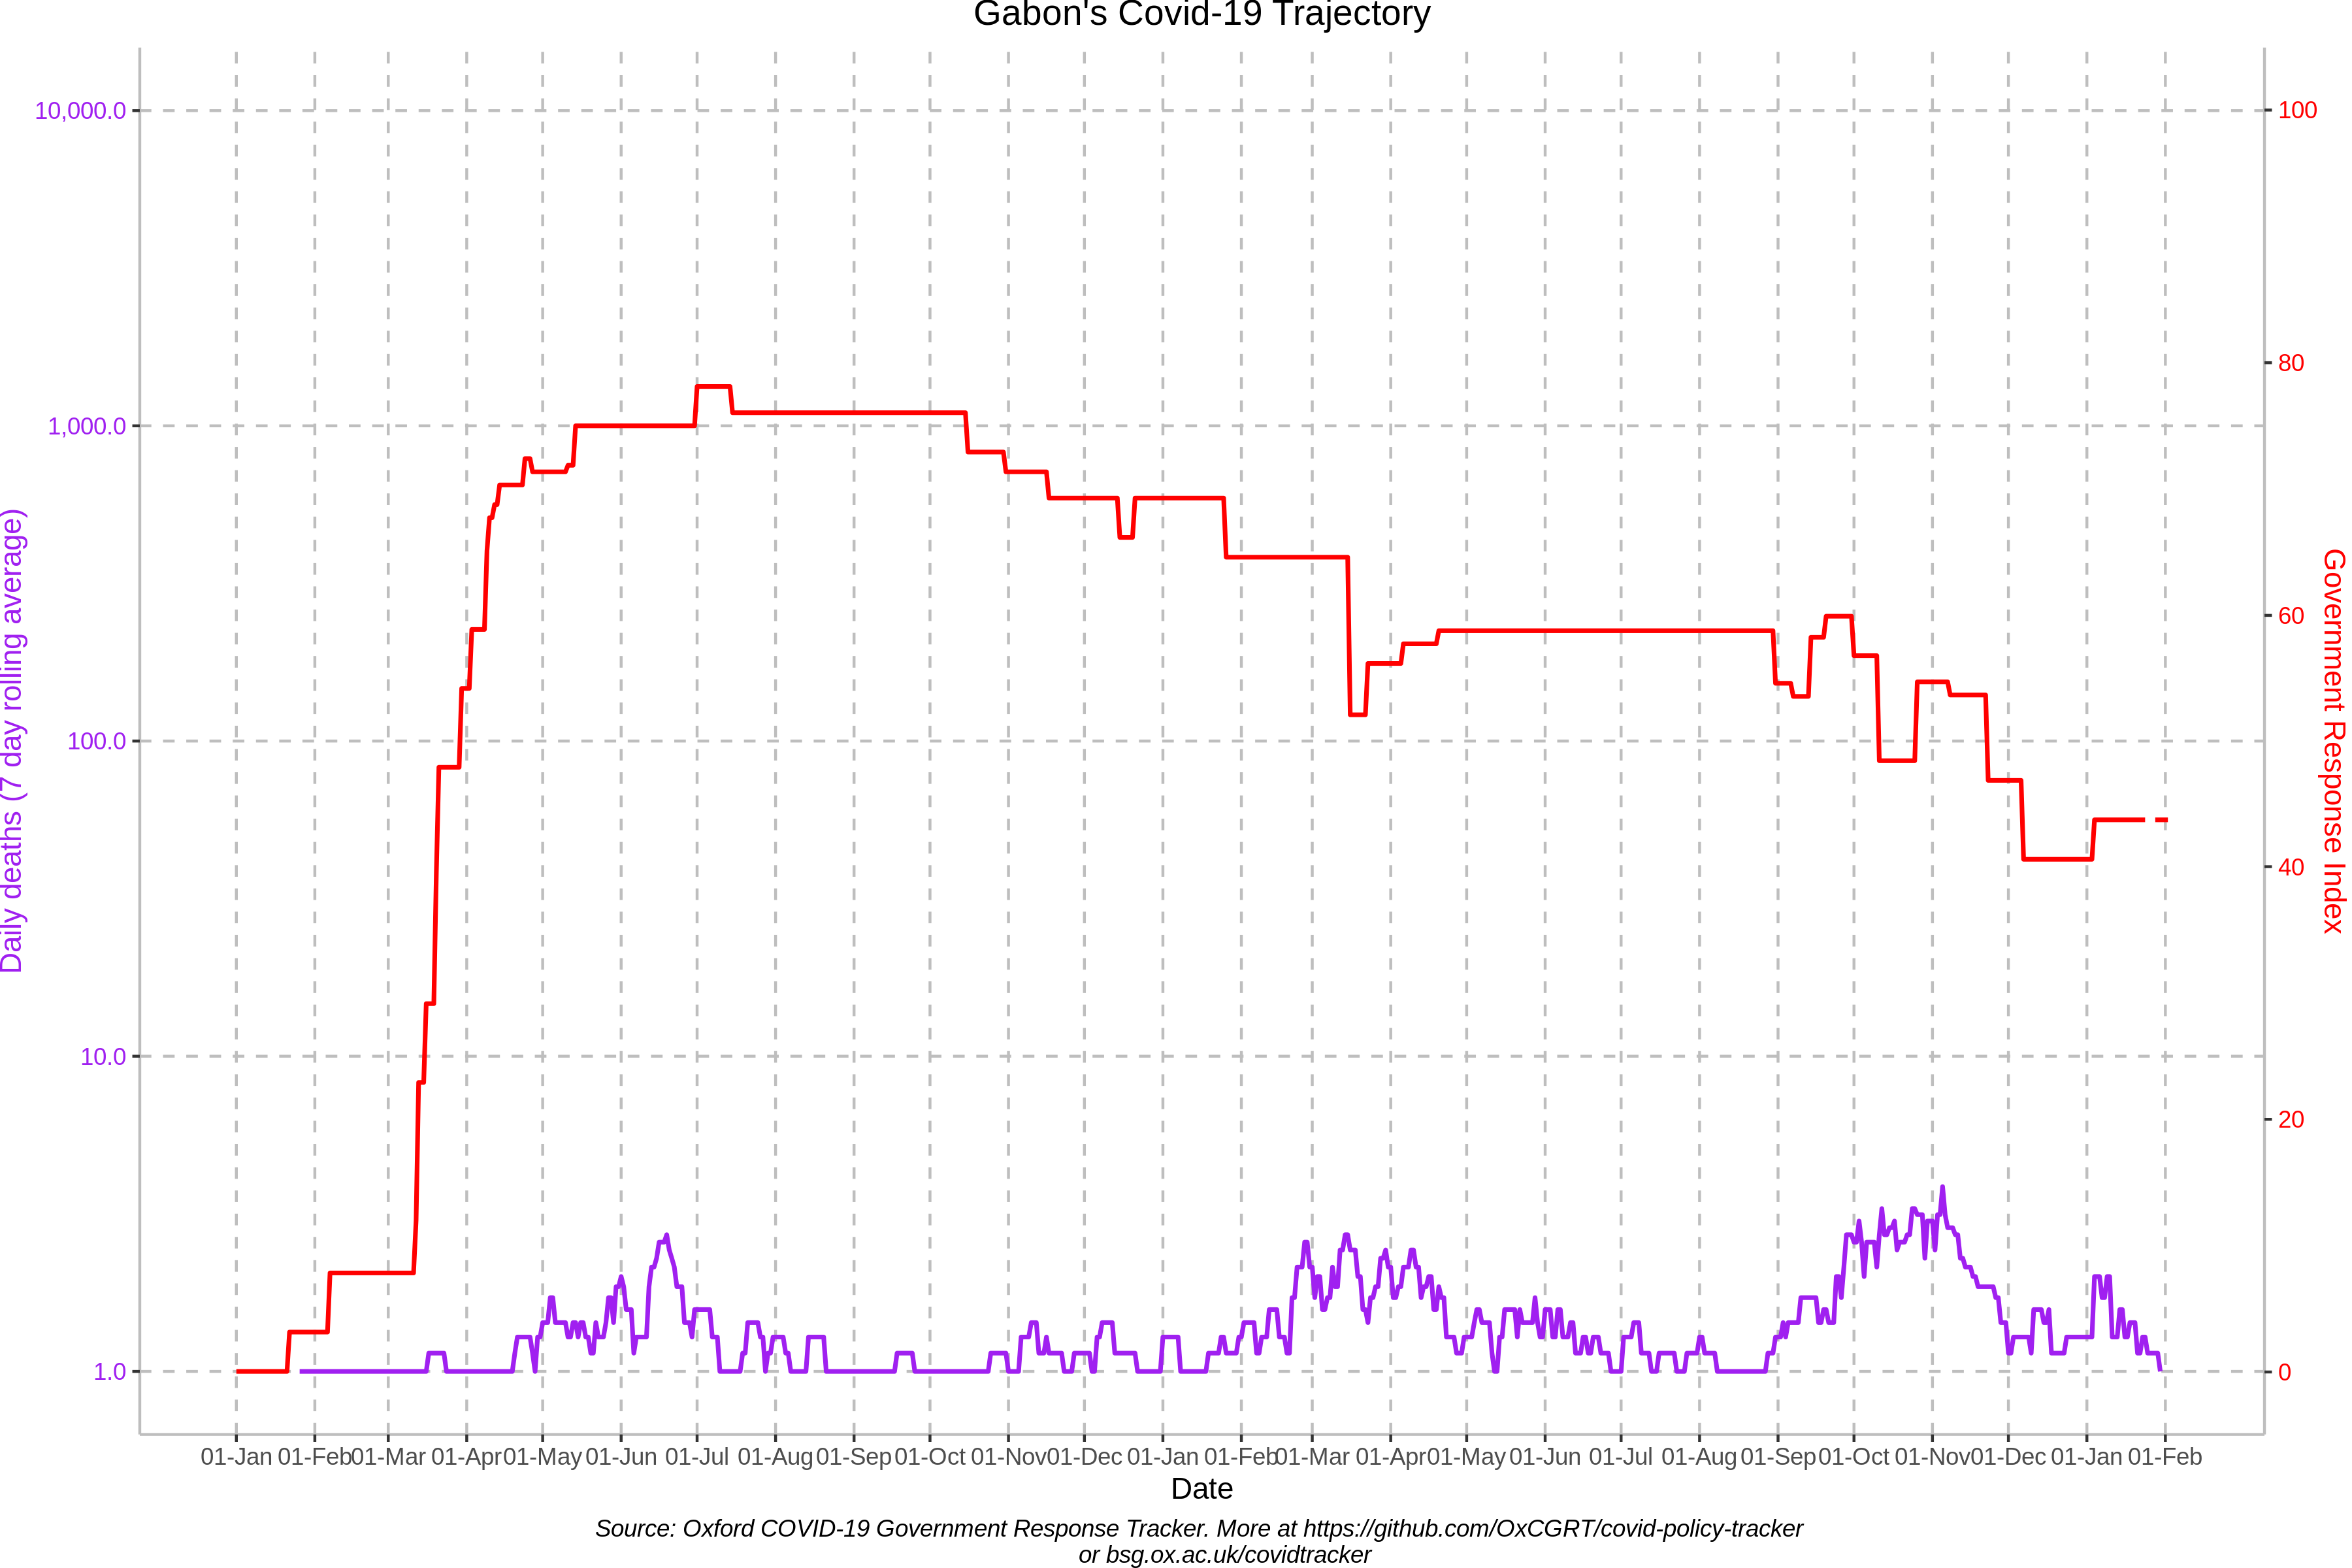 Gabon's Covid-19 Trajectory
10,000.0
1,000.0
100.0
10.0
1.0
Daily deaths (7 day rolling average)
100
80
60
40
20
0
Government Response Index
01-Jan 01-Feb 01-Mar 01-Apr 01-May 01-Jun 01-Jul 01-Aug 01-Sep 01-Oct 01-Nov 01-Dec 01-Jan 01-Feb 01-Mar 01-Apr 01-May 01-Jun 01-Jul 01-Aug 01-Sep 01-Oct 01-Nov 01-Dec 01-Jan 01-Feb
Date
Source: Oxford COVID-19 Government Response Tracker. More at https://github.com/OxCGRT/covid-policy-tracker
or bsg.ox.ac.uk/covidtracker